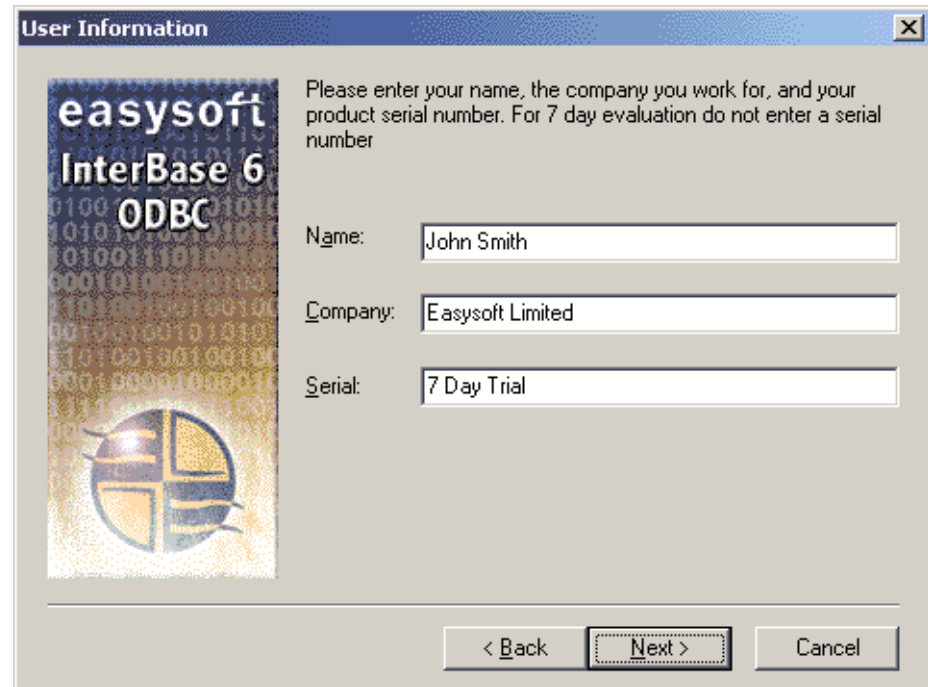 User Information
easysoft
InterBase 6
ODBC
Please enter your name, the company you work for, and your
product serial number. For 7 day evaluation do not enter a serial
number
Name:
John Smith
Company:
Easysoft Limited
Serial:
7 Day Trial
< Back
Next >
Cancel